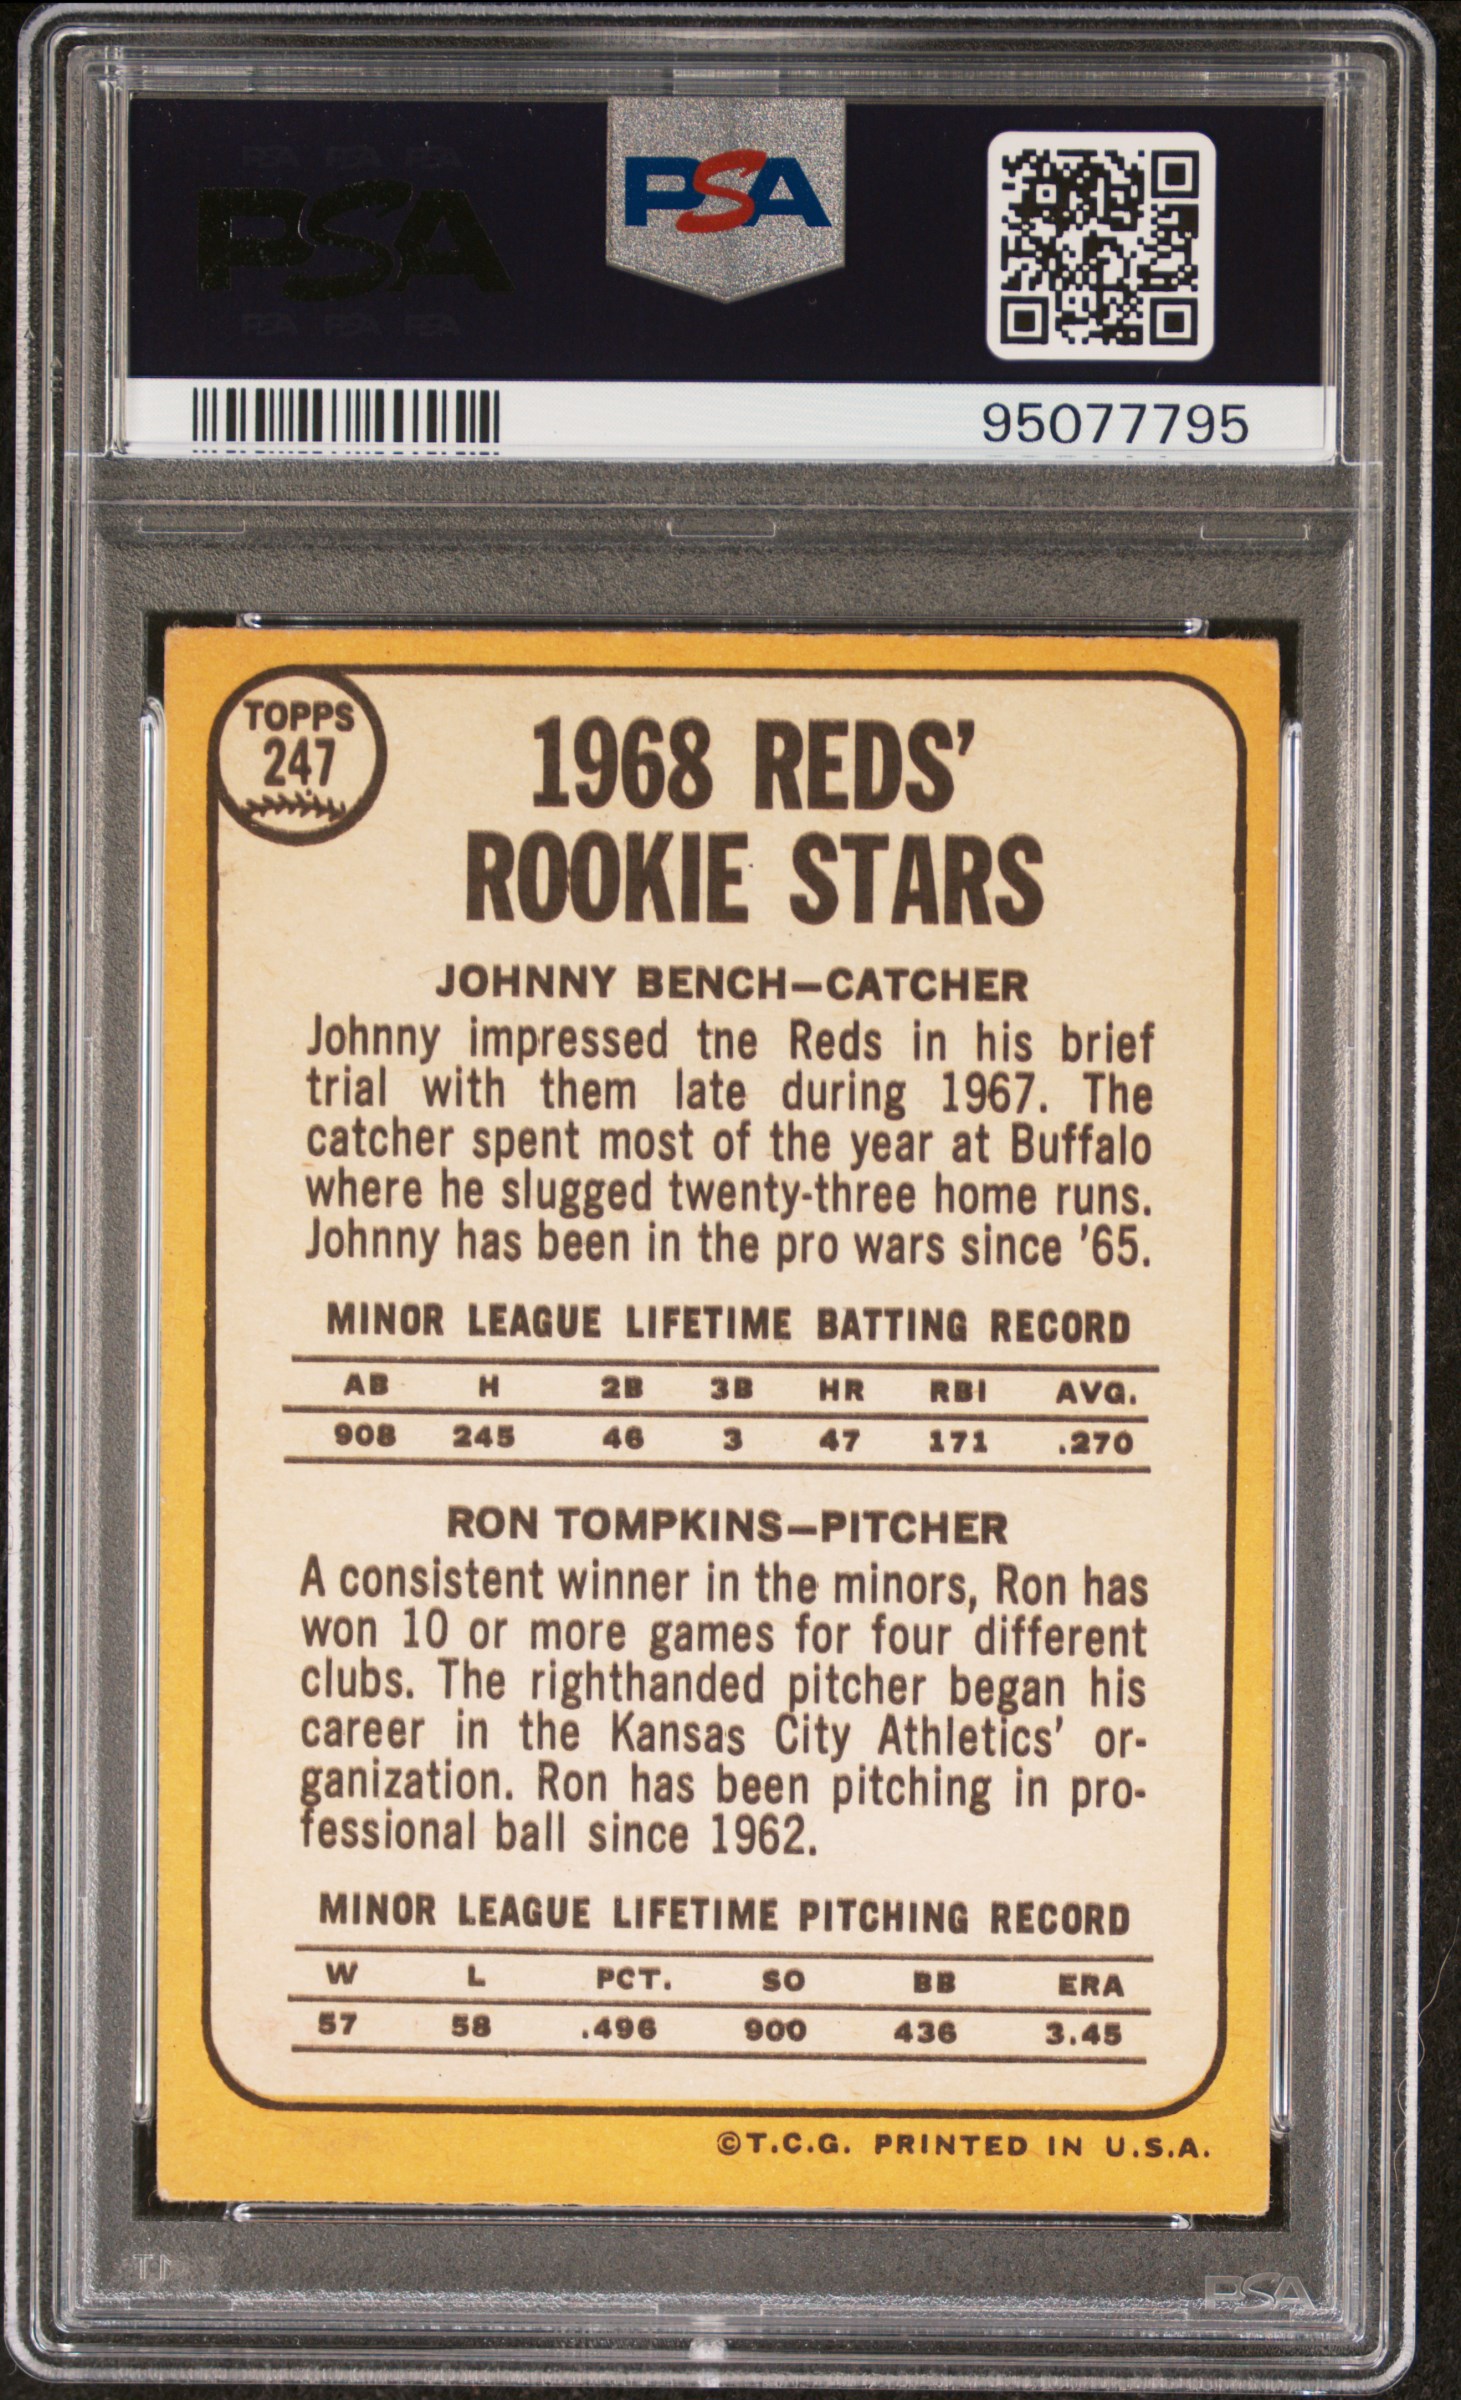 PSA PSA PSA
PSA
PSA PSA PSA
PSA
95077795
TOPPS
247
1968 REDS'
ROOKIE STARS
JOHNNY BENCH—CATCHER
Johnny impressed tne Reds in his brief
trial with them late during 1967. The
catcher spent most of the year at Buffalo
where he slugged twenty-three home runs.
Johnny has been in the pro wars since '65.
MINOR LEAGUE LIFETIME BATTING RECORD
AB H 2B 3B HR RBI AVG.
908 245 46 3 47 171 .270
RON TOMPKINS—PITCHER
A consistent winner in the minors, Ron has
won 10 or more games for four different
clubs. The righthanded pitcher began his
career in the Kansas City Athletics' or-
ganization. Ron has been pitching in pro-
fessional ball since 1962.
MINOR LEAGUE LIFETIME PITCHING RECORD
W L PCT. SO BB ERA
57 58 .496 900 436 3.45
©T.C.G. PRINTED IN U.S.A.
PSA